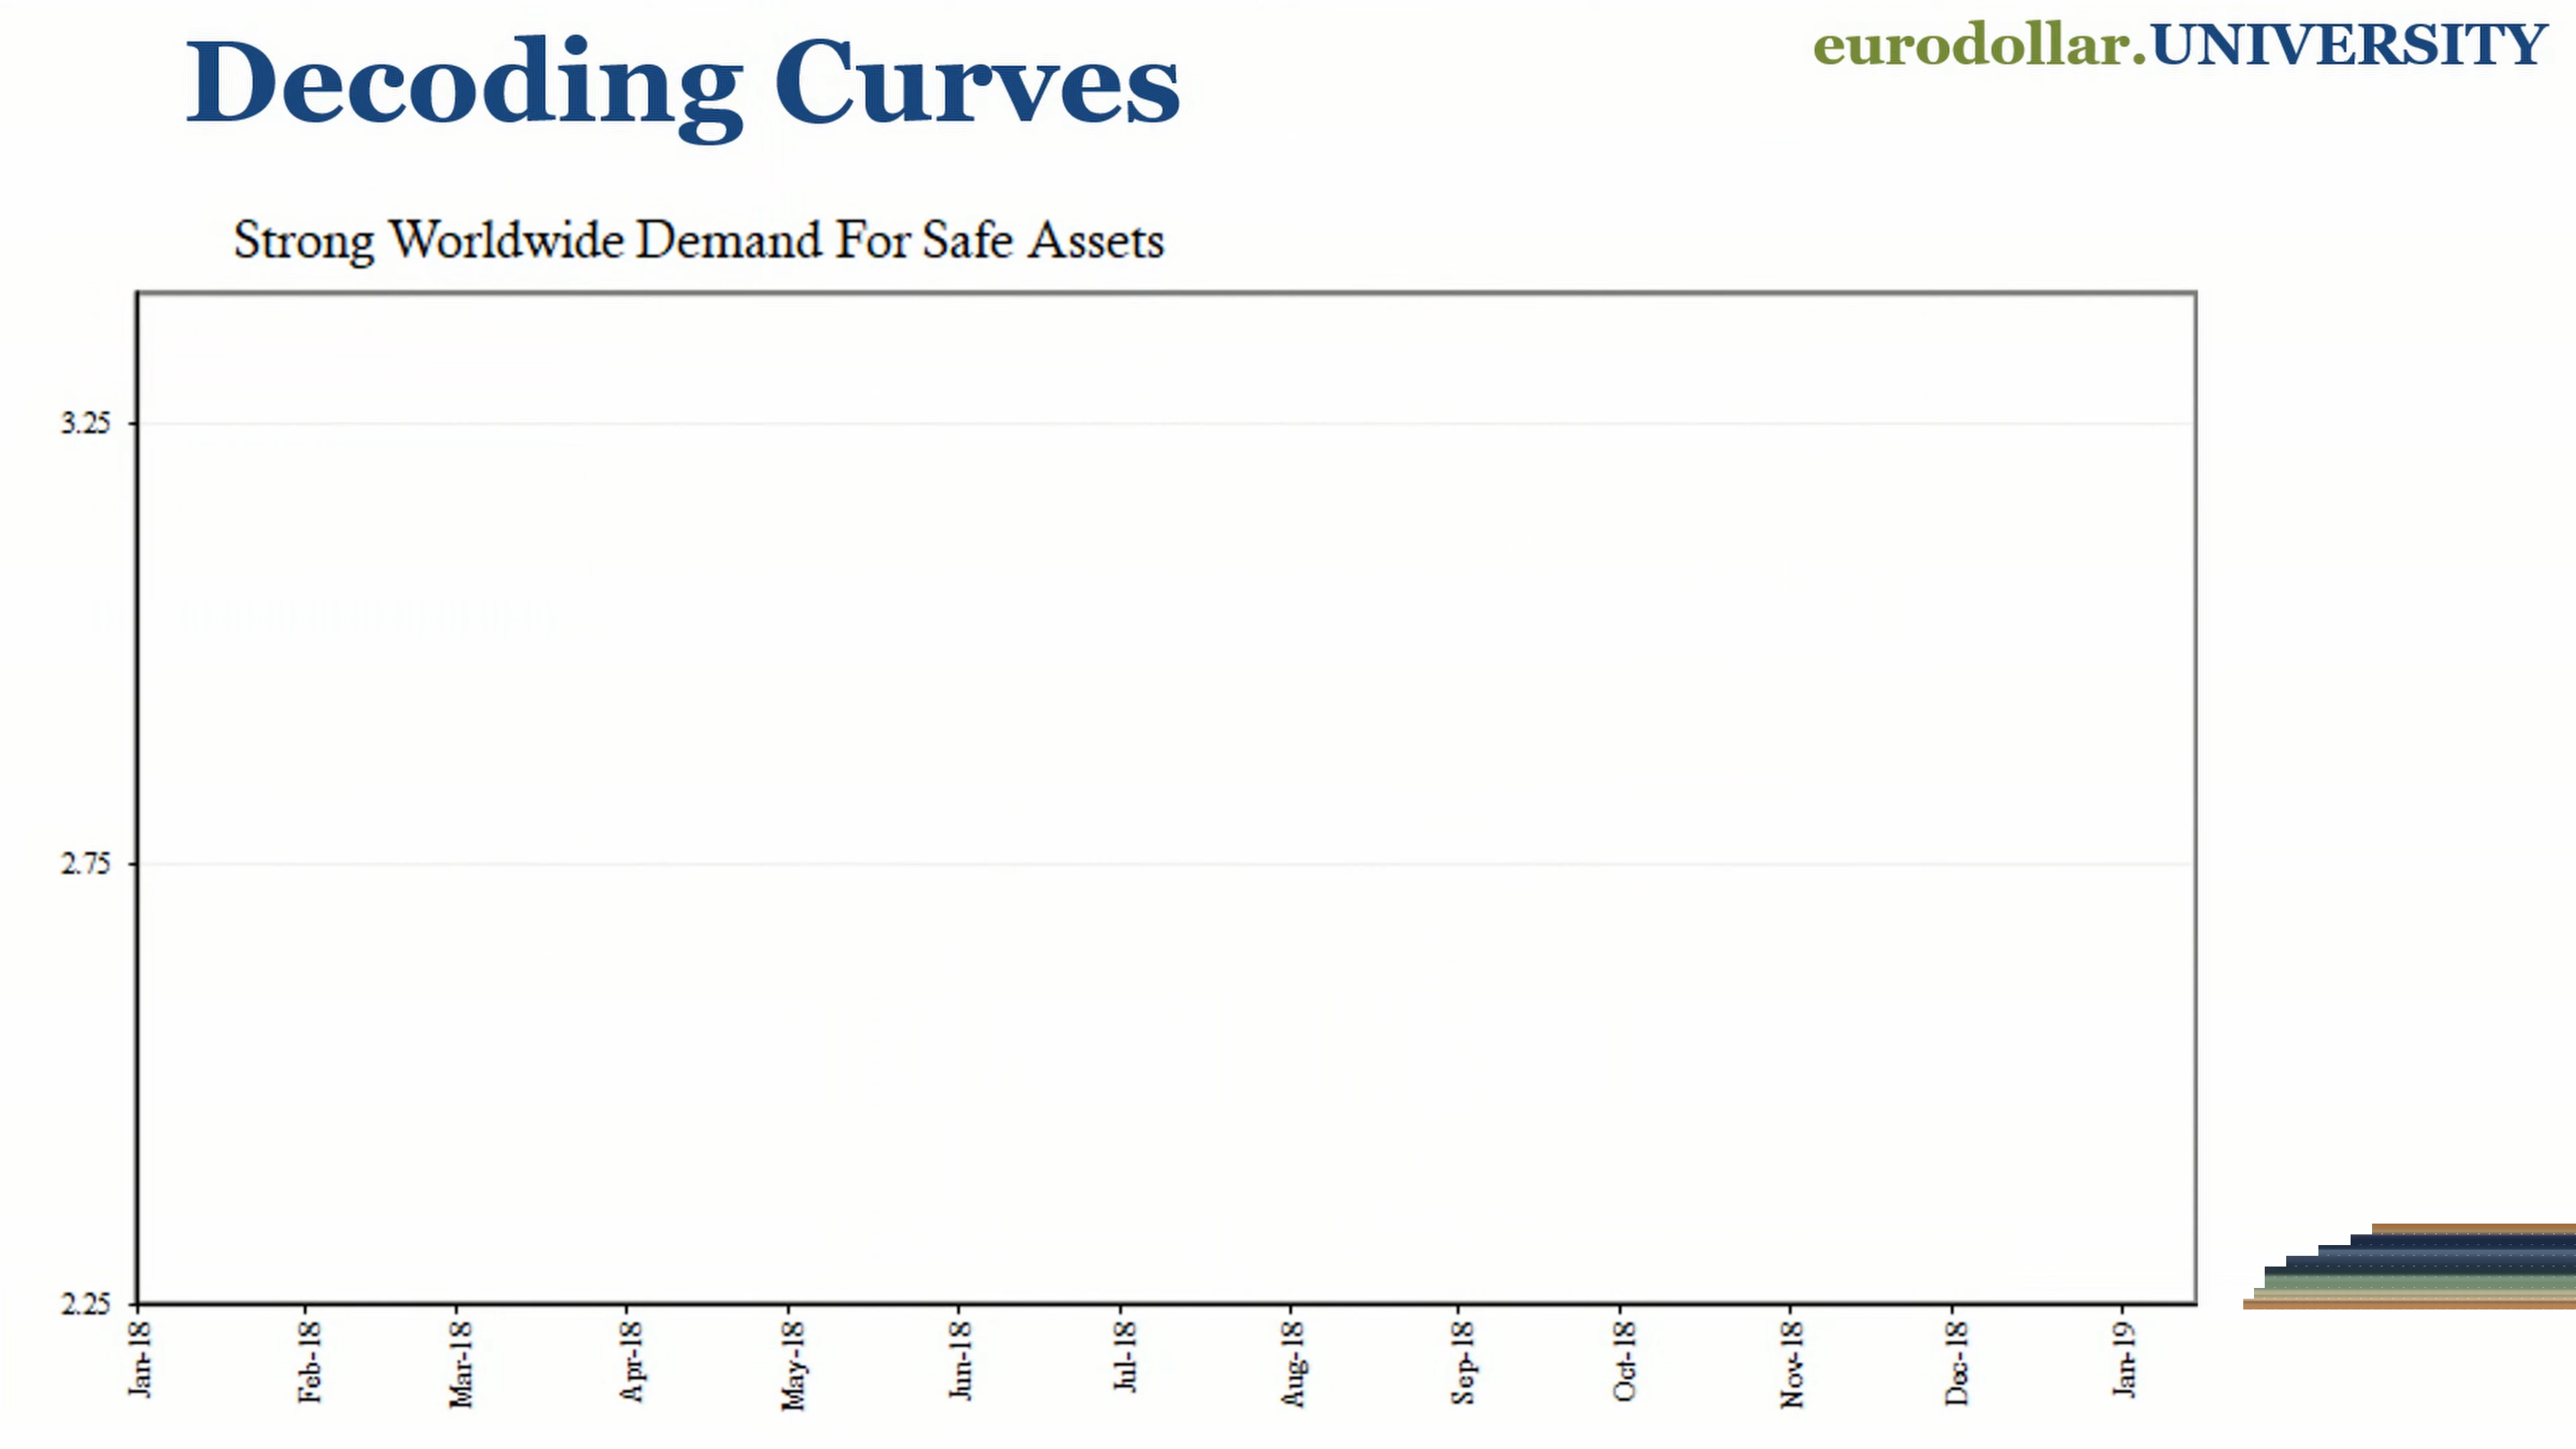 Decoding Curves
eurodollar.UNIVERSITY
Strong Worldwide Demand For Safe Assets
3.25
2.75
2.25
Jan-18
Feb-18
Mar-18
Apr-18
May-18
Jun-18
Jul-18
Aug-18
Sep-18
Oct-18
Nov-18
Dec-18
Jan-19